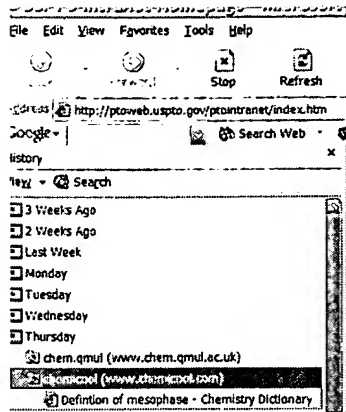 File Edit View Favorites Tools Help
Stop Refresh
http://ptoweb.uspto.gov/ptointranet/index.htm
Google Search Web
istory ×
Search
3 Weeks Ago
2 Weeks Ago
Last Week
Monday
Tuesday
Wednesday
Thursday
chem.qmul (www.chem.qmul.ac.uk)
chemicool (www.chemicool.com)
Defintion of mesophase - Chemistry Dictionary